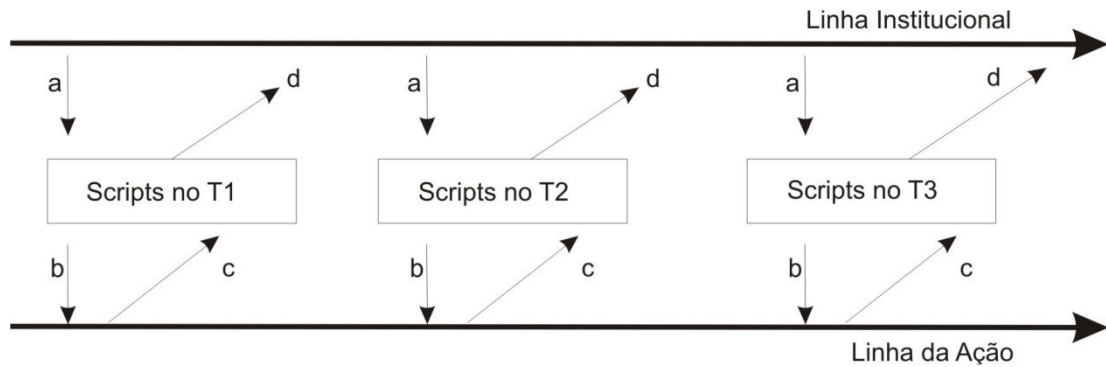 Linha Institucional
a
d
a
d
a
d
Scripts no T1
Scripts no T2
Scripts no T3
b
c
b
c
b
c
Linha da Ação